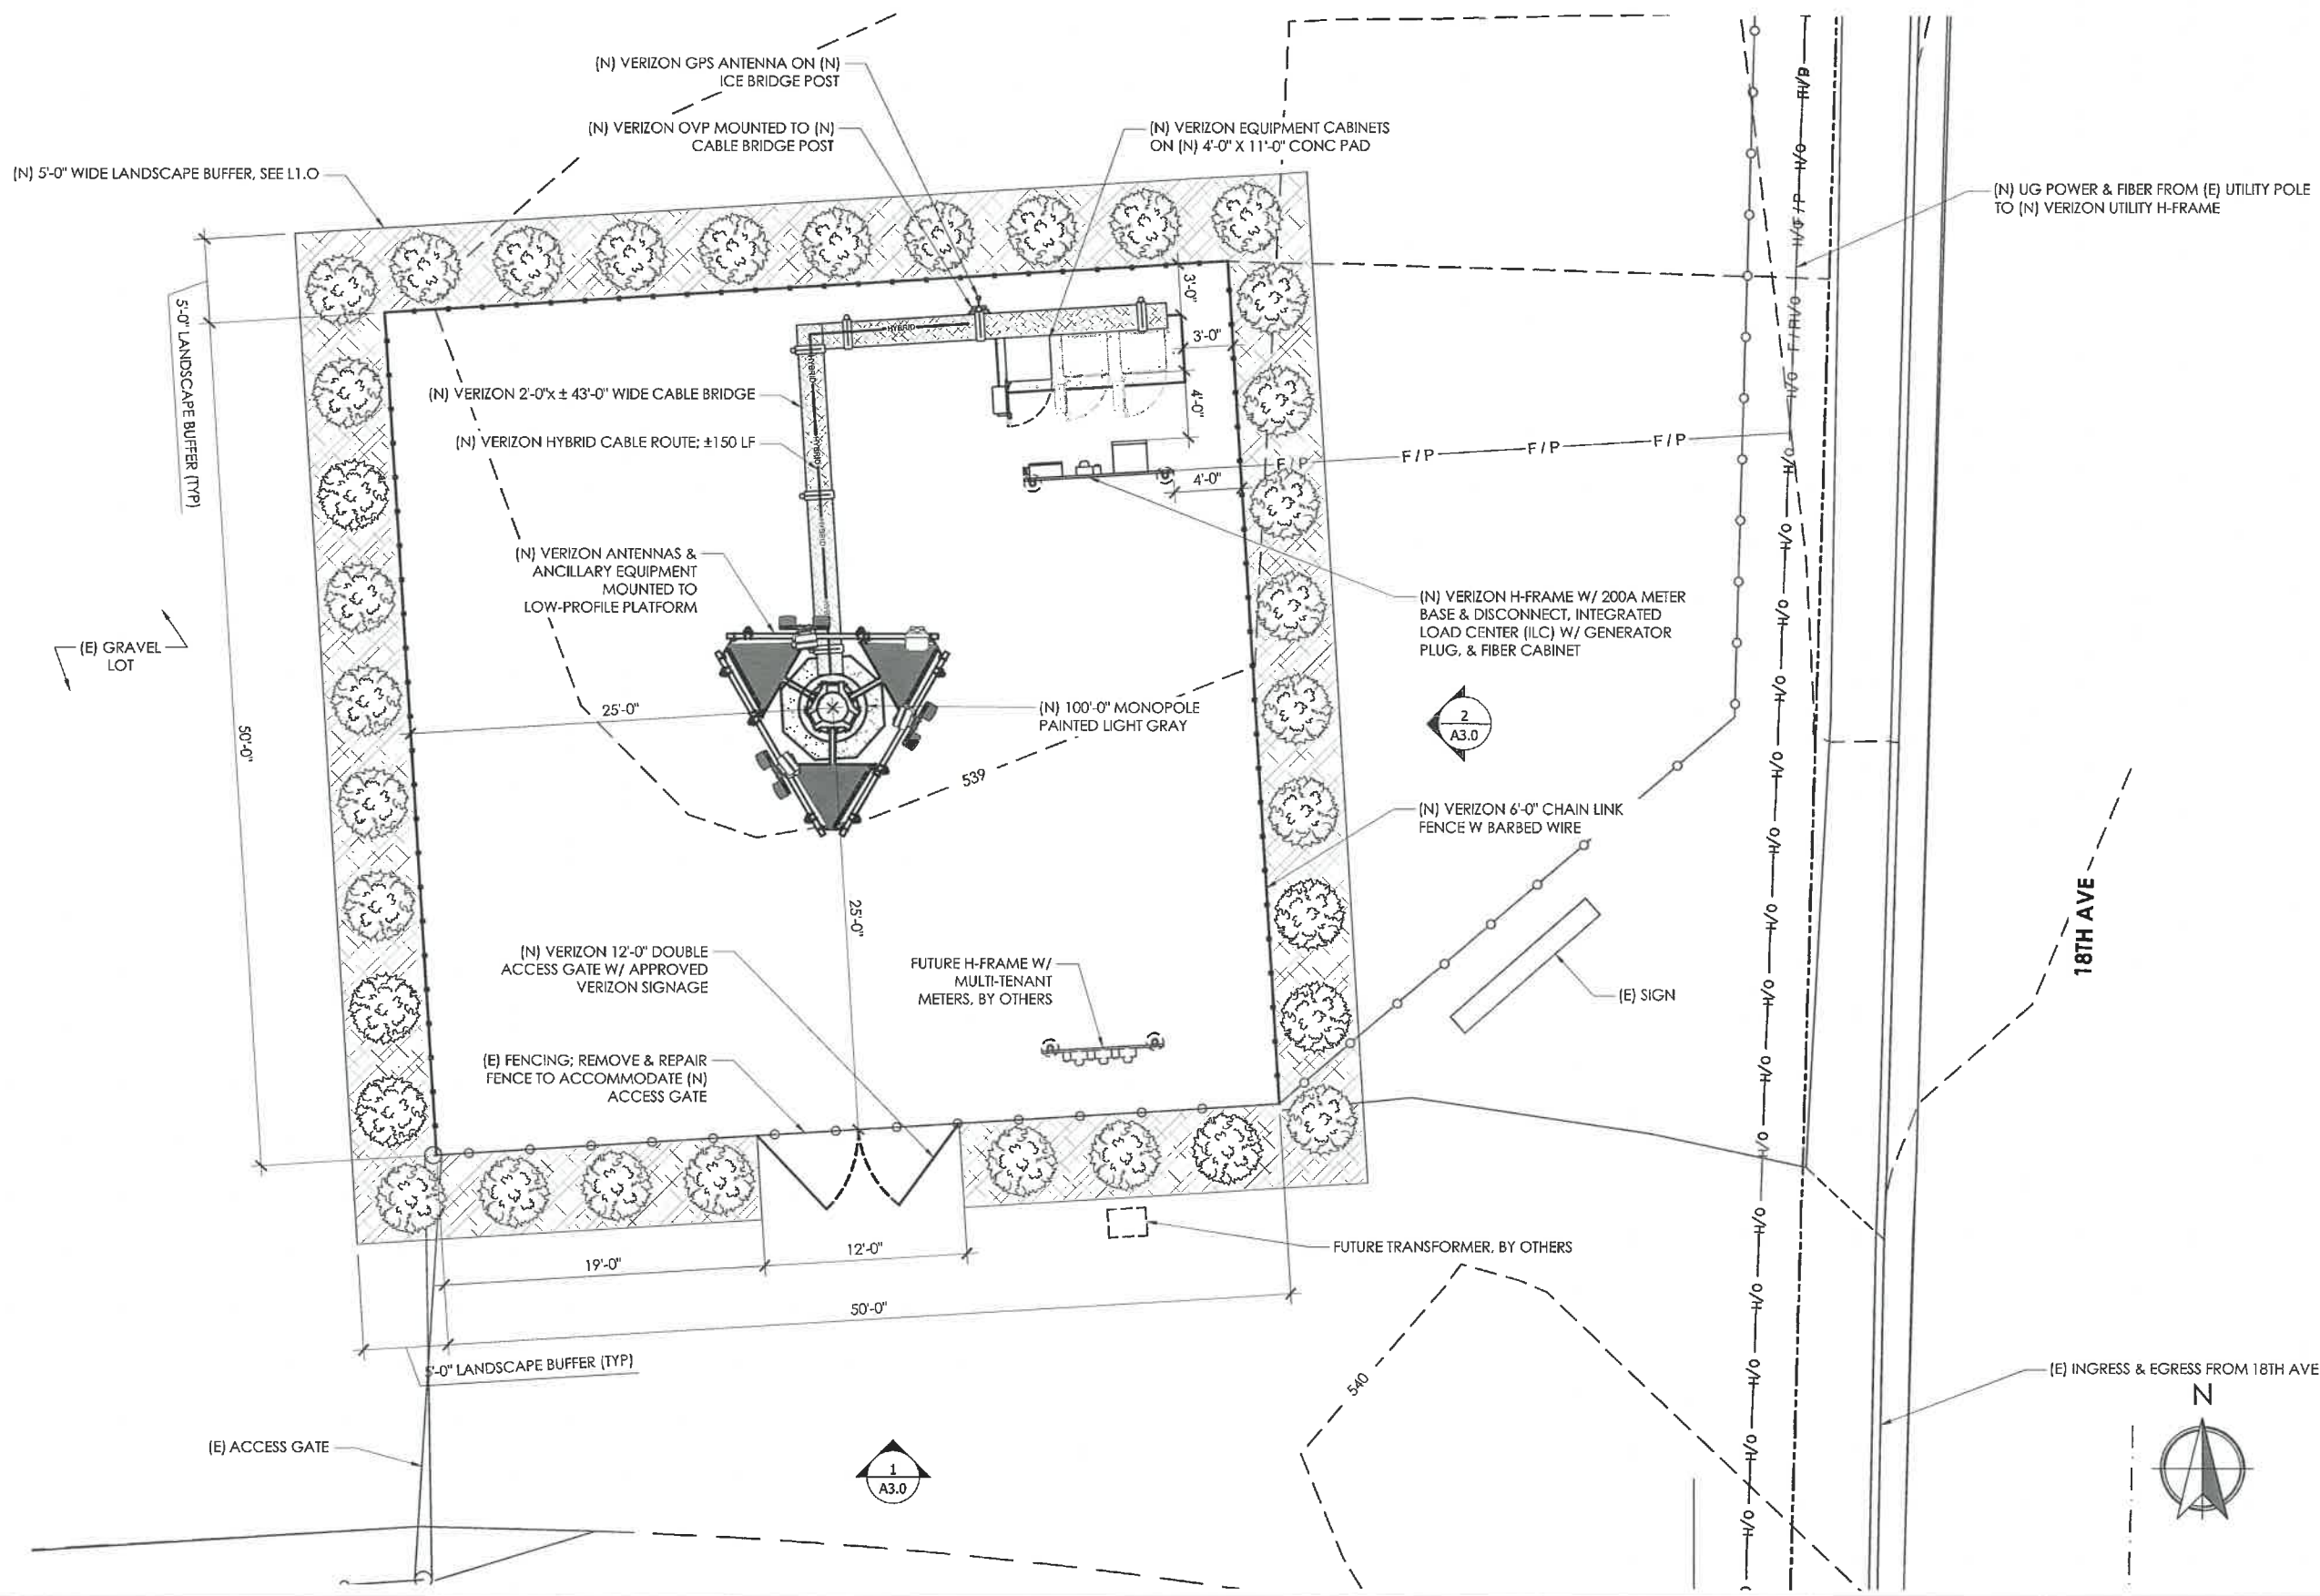 (N) VERIZON GPS ANTENNA ON (N)
ICE BRIDGE POST
(N) VERIZON OVP MOUNTED TO (N)
CABLE BRIDGE POST
(N) VERIZON EQUIPMENT CABINETS
ON (N) 4'-0" X 11'-0" CONC PAD
(N) 5'-0" WIDE LANDSCAPE BUFFER, SEE L1.O
(N) UG POWER & FIBER FROM (E) UTILITY POLE
TO (N) VERIZON UTILITY H-FRAME
5'-0" LANDSCAPE BUFFER (TYP)
3'-0"
3'-0"
HYBRID
HYBRID
HYBRID
HYBRID
(N) VERIZON 2'-0"x ± 43'-0" WIDE CABLE BRIDGE
4'-0"
(N) VERIZON HYBRID CABLE ROUTE; ±150 LF
F / P
F / P
F / P
F / P
4'-0"
(N) VERIZON ANTENNAS &
ANCILLARY EQUIPMENT
MOUNTED TO
LOW-PROFILE PLATFORM
(N) VERIZON H-FRAME W/ 200A METER
BASE & DISCONNECT, INTEGRATED
LOAD CENTER (ILC) W/ GENERATOR
PLUG, & FIBER CABINET
(E) GRAVEL
LOT
25'-0"
(N) 100'-0" MONOPOLE
PAINTED LIGHT GRAY
2
A3.0
50'-0"
539
(N) VERIZON 6'-0" CHAIN LINK
FENCE W BARBED WIRE
25'-0"
18TH AVE
(N) VERIZON 12'-0" DOUBLE
ACCESS GATE W/ APPROVED
VERIZON SIGNAGE
FUTURE H-FRAME W/
MULTI-TENANT
METERS, BY OTHERS
(E) SIGN
(E) FENCING; REMOVE & REPAIR
FENCE TO ACCOMMODATE (N)
ACCESS GATE
19'-0"
12'-0"
FUTURE TRANSFORMER, BY OTHERS
50'-0"
5'-0" LANDSCAPE BUFFER (TYP)
540
(E) INGRESS & EGRESS FROM 18TH AVE
N
(E) ACCESS GATE
1
A3.0